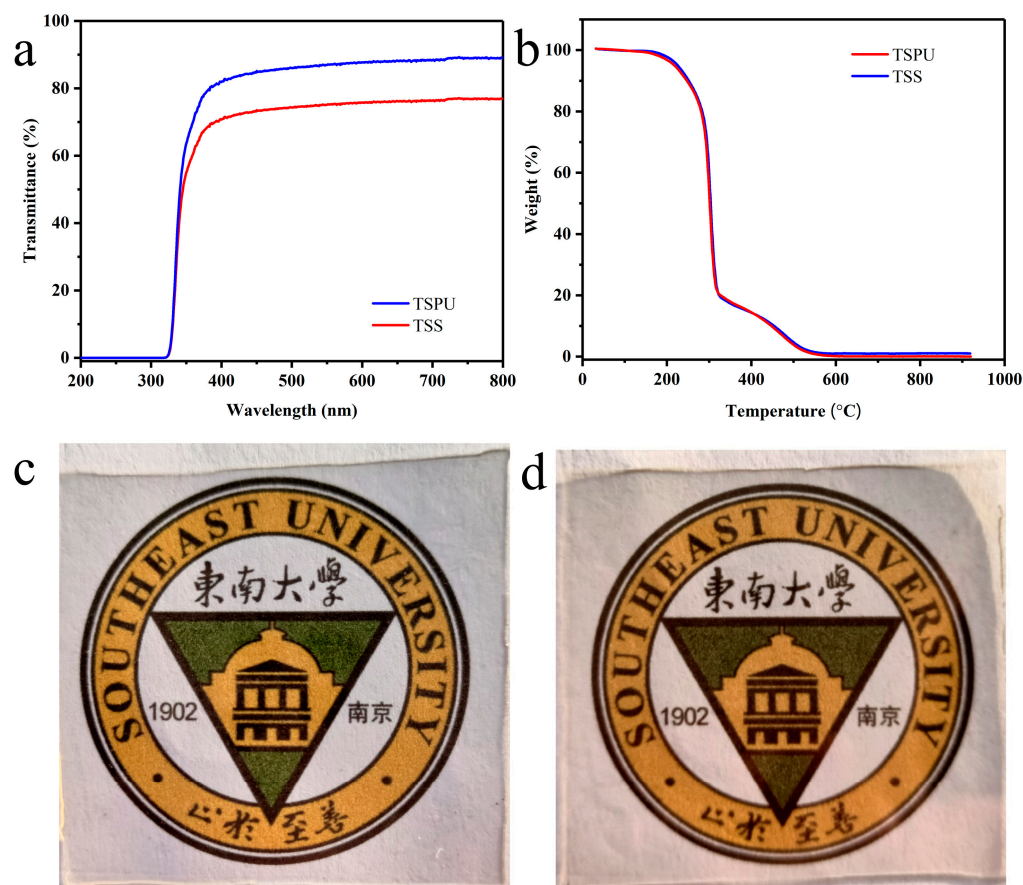 a
100
80
60
40
20
0
200 300 400 500 600 700 800
Transmittance (%)
Wavelength (nm)
TSPU
TSS
b
100
80
60
40
20
0
0 200 400 600 800 1000
Weight (%)
Temperature (°C)
TSPU
TSS
c
SOUTHEAST UNIVERSITY
東南大學
1902 南京
止於至善
d
SOUTHEAST UNIVERSITY
東南大學
1902 南京
止於至善